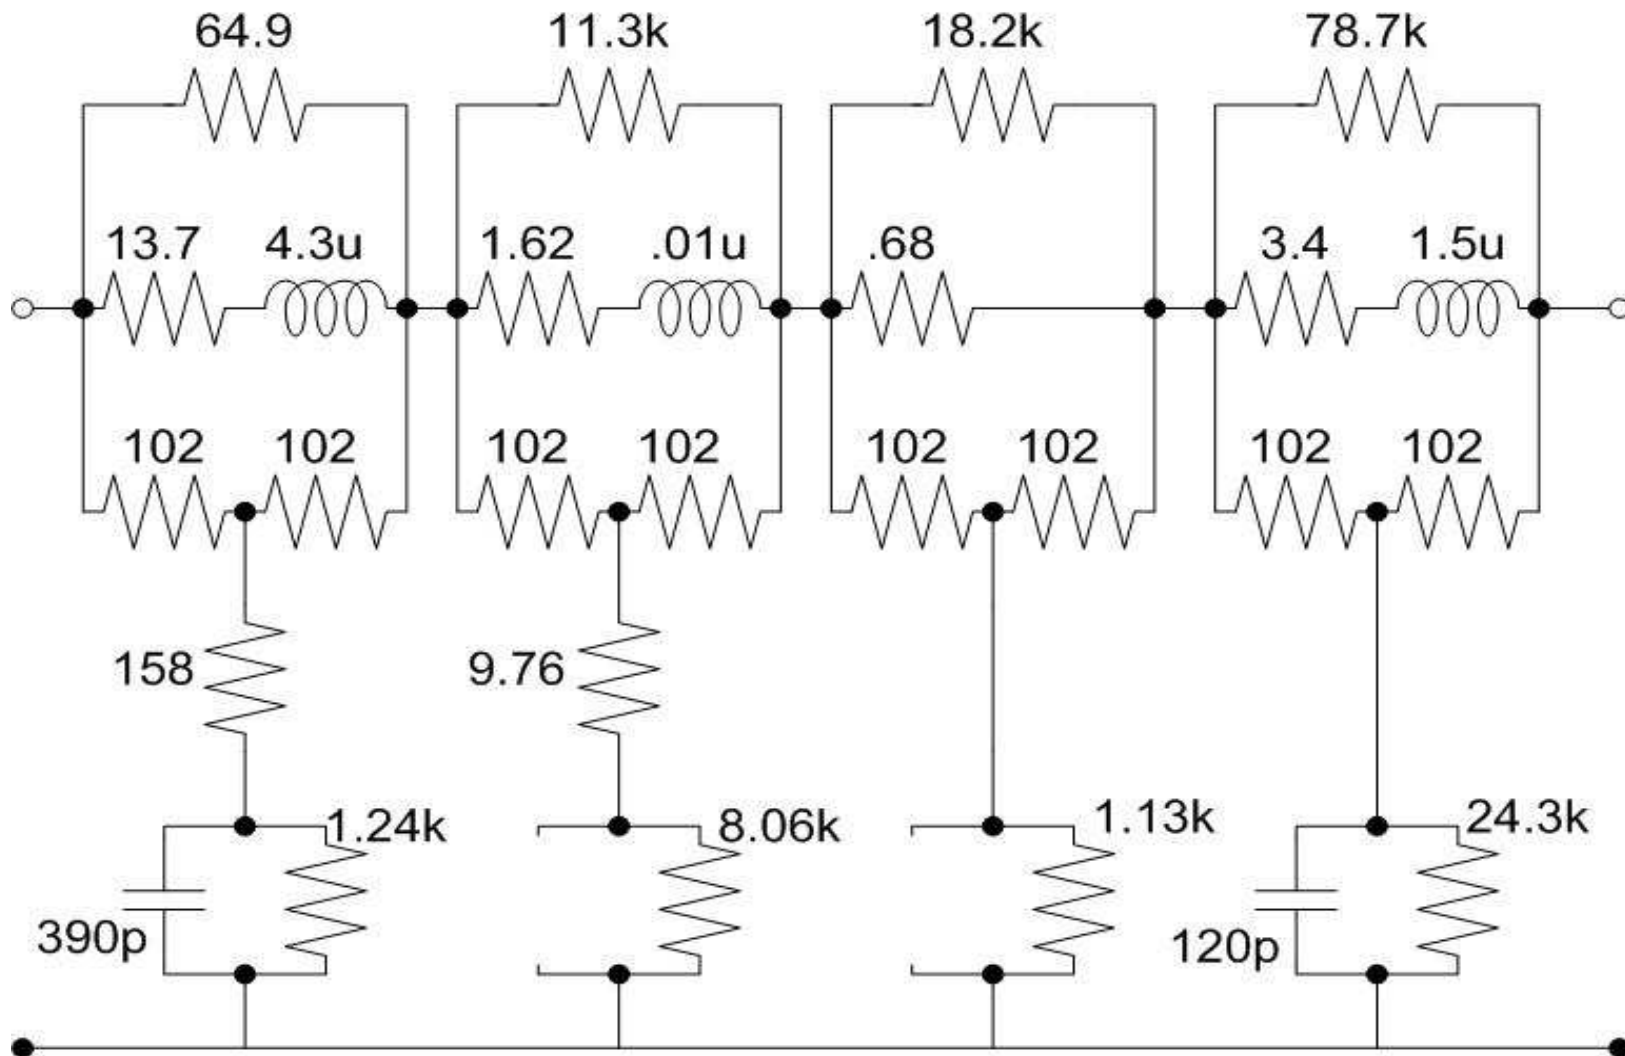 64.9 11.3k 18.2k 78.7k
13.7 4.3u 1.62 .01u .68 3.4 1.5u
102 102 102 102 102 102 102 102
158 9.76
1.24k 8.06k 1.13k 24.3k
390p 120p